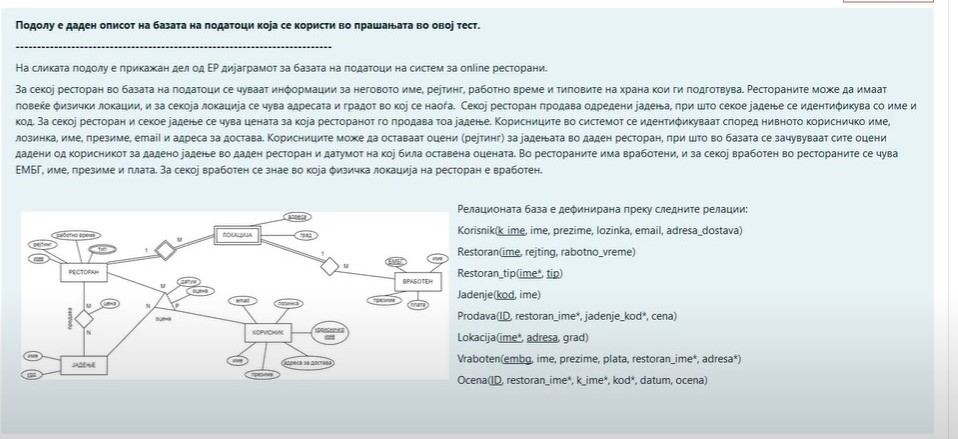 Подолу е даден опис​от на базата на податоци која се користи во прашањата во овој тест.
--------------------------------------------------------------------------
На сликата подолу е прикажан дел од ЕР дијаграмот за базата на податоци на систем за online ресторани.
За секој ресторан во базата на податоци се чуваат информации за неговото име, рејтинг, работно време и типовите на храна кои ги подготвува. Рестораните може да имаат
повеќе физички локации, и за секоја локација се чува адресата и градот во кој се наоѓа. Секој ресторан продава одредени јадења, при што секое јадење се идентификува со име и
код. За секој ресторан и секое јадење се чува цената за која ресторанот го продава тоа јадење. Корисниците во системот се идентификуваат според нивното корисничко име,
лозинка, име, презиме, email и адреса за достава. Корисниците може да оставаат оцени (рејтинг) за јадењата во даден ресторан, при што во базата се зачувуваат сите оцени
дадени од корисникот за дадено јадење во даден ресторан и датумот на кој била оставена оцената. Во рестораните има вработени, и за секој вработен во рестораните се чува
ЕМБГ, име, презиме и плата. За секој вработен се знае во која физичка локација на ресторан е вработен.
адреса
работно време
ЛОКАЦИЈА
град
рејтинг
тип
M
1
1
име
РЕСТОРАН
ЕМБГ
име
M
ВРАБОТЕН
датум
M
оцена
презиме
плата
M
цена
N
P
email
лозинка
продава
оцена
N
КОРИСНИК
корисничко
име
име
ЈАДЕЊЕ
име
адреса за достава
код
презиме
Релационата база е дефинирана преку следните релации:
Korisnik(k_ime, ime, prezime, lozinka, email, adresa_dostava)
Restoran(ime, rejting, rabotno_vreme)
Restoran_tip(ime*, tip)
Jadenje(kod, ime)
Prodava(ID, restoran_ime*, jadenje_kod*, cena)
Lokacija(ime*, adresa, grad)
Vraboten(embg, ime, prezime, plata, restoran_ime*, adresa*)
Ocena(ID, restoran_ime*, k_ime*, kod*, datum, ocena)